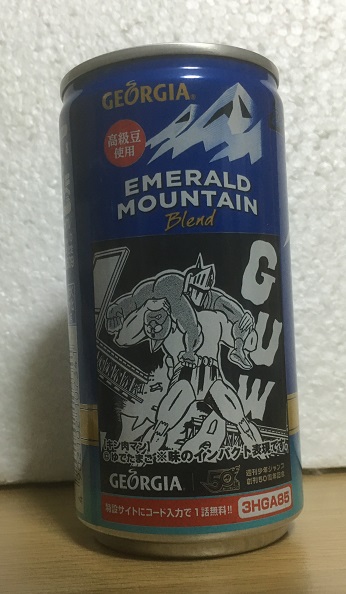 GEORGIA
高級豆
使用
EMERALD
MOUNTAIN
Blend
GUW
「キン肉マン」
©ゆでたまご ※味のインパクト表現です。
GEORGIA
50th
週刊少年ジャンプ
創刊50周年記念
特設サイトにコード入力で1話無料!!
3HGA65